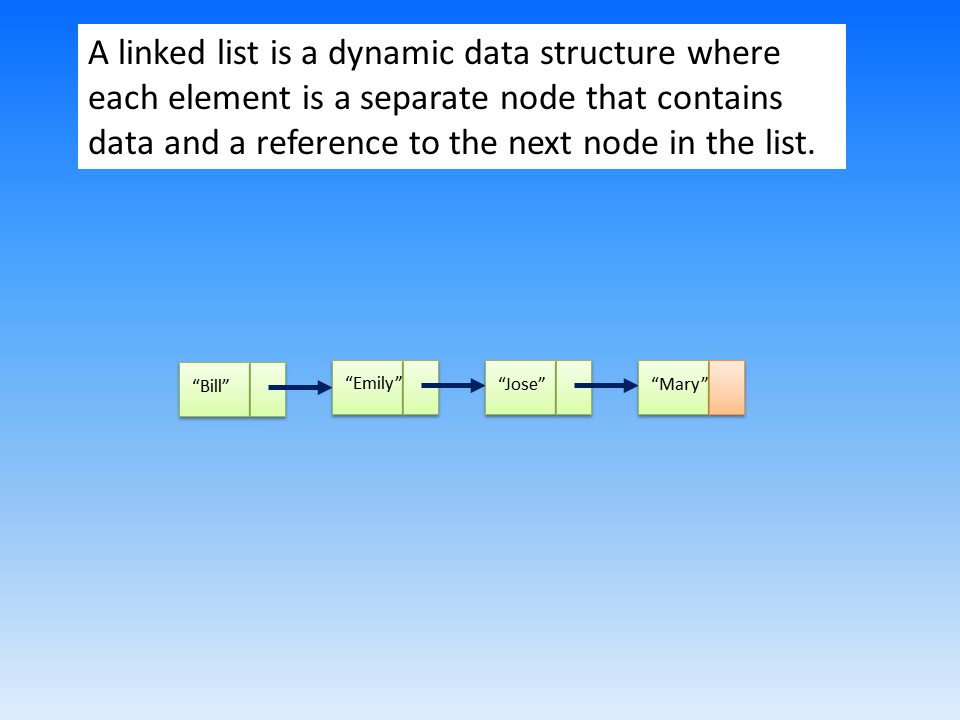 A linked list is a dynamic data structure where
each element is a separate node that contains
data and a reference to the next node in the list.
“Bill”
“Emily”
“Jose”
“Mary”